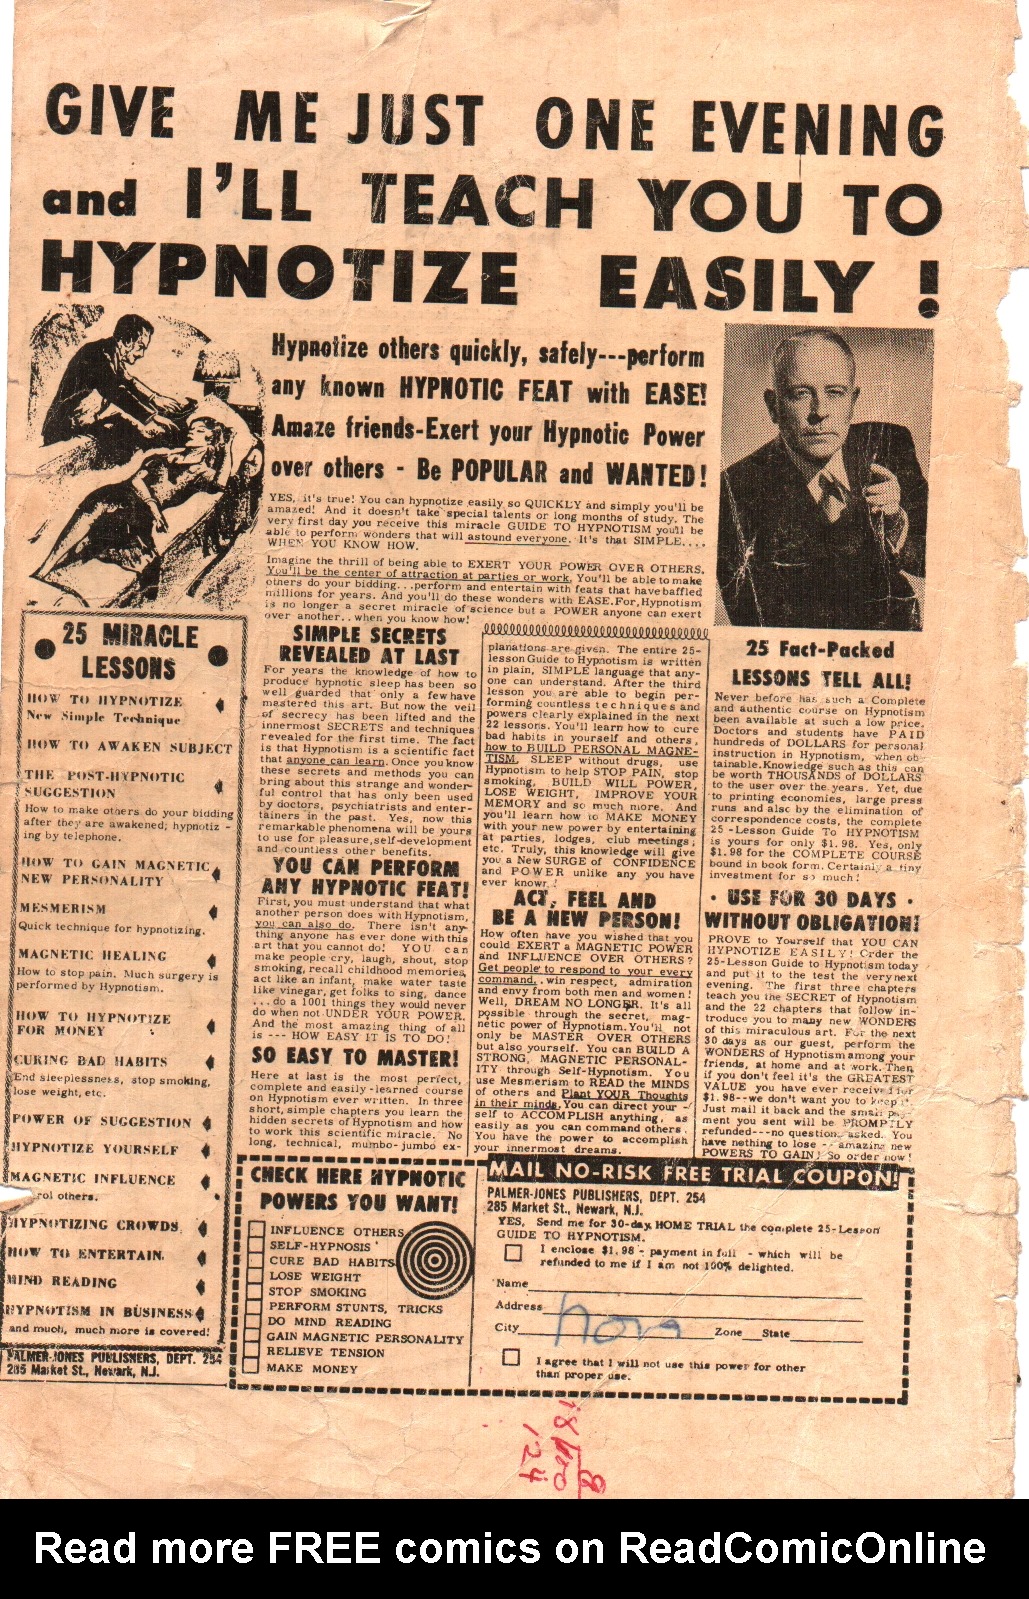 GIVE ME JUST ONE EVENING
and I'LL TEACH YOU TO
HYPNOTIZE EASILY !
Hypnotize others quickly, safely---perform
any known HYPNOTIC FEAT with EASE!
Amaze friends-Exert your Hypnotic Power
over others - Be POPULAR and WANTED!
YES, it's true! You can hypnotize easily so QUICKLY and simply you'll be
amazed! And it doesn't take special talents or long months of study. The
very first day you receive this miracle GUIDE TO HYPNOTISM you'll be
able to perform wonders that will astound everyone. It's that SIMPLE....
WHEN YOU KNOW HOW.
Imagine the thrill of being able to EXERT YOUR POWER OVER OTHERS.
You'll be the center of attraction at parties or work. You'll be able to make
others do your bidding...perform and entertain with feats that have baffled
millions for years. And you'll do these wonders with EASE. For, Hypnotism
is no longer a secret miracle of science but a POWER anyone can exert
over another.. when you know how!
25 MIRACLE
LESSONS
HOW TO HYPNOTIZE
New Simple Technique
HOW TO AWAKEN SUBJECT
THE POST-HYPNOTIC
SUGGESTION
How to make others do your bidding
after they are awakened; hypnotiz -
ing by telephone.
HOW TO GAIN MAGNETIC
NEW PERSONALITY
MESMERISM
Quick technique for hypnotizing.
MAGNETIC HEALING
How to stop pain. Much surgery is
performed by Hypnotism.
HOW TO HYPNOTIZE
FOR MONEY
CURING BAD HABITS
End sleeplessness, stop smoking,
lose weight, etc.
POWER OF SUGGESTION
HYPNOTIZE YOURSELF
MAGNETIC INFLUENCE
rol others.
HYPNOTIZING CROWDS
HOW TO ENTERTAIN.
MIND READING
HYPNOTISM IN BUSINESS
and much, much more is covered!
PALMER-JONES PUBLISHERS, DEPT. 254
285 Market St., Newark, N.J.
SIMPLE SECRETS
REVEALED AT LAST
For years the knowledge of how to
produce hypnotic sleep has been so
well guarded that only a few have
mastered this art. But now the veil
of secrecy has been lifted and the
innermost SECRETS and techniques
revealed for the first time. The fact
is that Hypnotism is a scientific fact
that anyone can learn. Once you know
these secrets and methods you can
bring about this strange and wonder-
ful control that has only been used
by doctors, psychiatrists and enter-
tainers in the past. Yes, now this
remarkable phenomena will be yours
to use for pleasure, self-development
and countless other benefits.
YOU CAN PERFORM
ANY HYPNOTIC FEAT!
First, you must understand that what
another person does with Hypnotism,
you can also do. There isn't any-
thing anyone has ever done with this
art that you cannot do! YOU can
make people cry, laugh, shout, stop
smoking, recall childhood memories,
act like an infant, make water taste
like vinegar, get folks to sing, dance
...do a 1001 things they would never
do when not UNDER YOUR POWER.
And the most amazing thing of all
is --- HOW EASY IT IS TO DO!
SO EASY TO MASTER!
Here at last is the most perfect,
complete and easily-learned course
on Hypnotism ever written. In three
short, simple chapters you learn the
hidden secrets of Hypnotism and how
to work this scientific miracle. No
long, technical, mumbo-jumbo ex-
planations are given. The entire 25-
lesson Guide to Hypnotism is written
in plain, SIMPLE language that any-
one can understand. After the third
lesson you are able to begin per-
forming countless techniques and
powers clearly explained in the next
22 lessons. You'll learn how to cure
bad habits in yourself and others,
how to BUILD PERSONAL MAGNE-
TISM, SLEEP without drugs, use
Hypnotism to help STOP PAIN, stop
smoking, BUILD WILL POWER,
LOSE WEIGHT, IMPROVE YOUR
MEMORY and so much more. And
you'll learn how to MAKE MONEY
with your new power by entertaining
at parties, lodges, club meetings,
etc. Truly, this knowledge will give
you a New SURGE of CONFIDENCE
and POWER unlike any you have
ever known!
ACT, FEEL AND
BE A NEW PERSON!
How often have you wished that you
could EXERT a MAGNETIC POWER
and INFLUENCE OVER OTHERS?
Get people to respond to your every
command.. win respect, admiration
and envy from both men and women!
Well, DREAM NO LONGER. It's all
possible through the secret, mag-
netic power of Hypnotism. You'll not
only be MASTER OVER OTHERS
but also yourself. You can BUILD A
STRONG, MAGNETIC PERSONAL-
ITY through Self-Hypnotism. You
use Mesmerism to READ the MINDS
of others and Plant YOUR Thoughts
in their minds. You can direct your -
self to ACCOMPLISH anything, as
easily as you can command others.
You have the power to accomplish
your innermost dreams.
25 Fact-Packed
LESSONS TELL ALL!
Never before has such a Complete
and authentic course on Hypnotism
been available at such a low price.
Doctors and students have PAID
hundreds of DOLLARS for personal
instruction in Hypnotism, when ob-
tainable. Knowledge such as this can
be worth THOUSANDS of DOLLARS
to the user over the years. Yet, due
to printing economies, large press
runs and also by the elimination of
correspondence costs, the complete
25 -Lesson Guide To HYPNOTISM
is yours for only $1.98. Yes, only
$1.98 for the COMPLETE COURSE
bound in book form. Certainly a tiny
investment for so much!
• USE FOR 30 DAYS •
WITHOUT OBLIGATION!
PROVE to Yourself that YOU CAN
HYPNOTIZE EASILY! Order the
25-Lesson Guide to Hypnotism today
and put it to the test the very next
evening. The first three chapters
teach you the SECRET of Hypnotism
and the 22 chapters that follow in-
troduce you to many new WONDERS
of this miraculous art. For the next
30 days as our guest, perform the
WONDERS of Hypnotism among your
friends, at home and at work. Then
if you don't feel it's the GREATEST
VALUE you have ever received for
$1.98--we don't want you to keep it.
Just mail it back and the small pay-
ment you sent will be PROMPTLY
refunded---no questions asked. You
have nothing to lose -- amazing new
POWERS TO GAIN! So order now!
CHECK HERE HYPNOTIC
POWERS YOU WANT!
INFLUENCE OTHERS
SELF-HYPNOSIS
CURE BAD HABITS
LOSE WEIGHT
STOP SMOKING
PERFORM STUNTS, TRICKS
DO MIND READING
GAIN MAGNETIC PERSONALITY
RELIEVE TENSION
MAKE MONEY
MAIL NO-RISK FREE TRIAL COUPON!
PALMER-JONES PUBLISHERS, DEPT. 254
285 Market St., Newark, N.J.
YES, Send me for 30-day HOME TRIAL the complete 25-Lesson
GUIDE TO HYPNOTISM.
I enclose $1.98 - payment in full - which will be
refunded to me if I am not 100% delighted.
Name
Address
City Zone State
I agree that I will not use this power for other
than proper use.
124
Read more FREE comics on ReadComicOnline